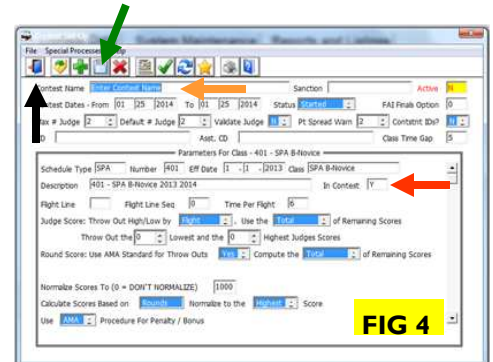 File Special Processes Help
Contest Name Enter Contest Name Sanction Active N
Contest Dates - From 01 25 2014 To 01 25 2014 Status Started FAI Finals Option 0
Max # Judge 2 Default # Judge 2 Validate Judge N Pt Spread Warn 2 Contstnt IDs? N
CD Asst. CD Class Time Gap 5
Parameters For Class - 401 - SPA B-Novice
Schedule Type SPA Number 401 Eff Date 1 -1 -2013 Class SPA B-Novice
Description 401 - SPA B-Novice 2013 2014 In Contest Y
Flight Line Flight Line Seq 0 Time Per Flight 6
Judge Score: Throw Out High/Low by Flight . Use the Total of Remaining Scores
Throw Out the 0 Lowest and the 0 Highest Judges Scores
Round Score: Use AMA Standard for Throw Outs Yes Compute the Total of Remaining Scores
Normalize Scores To (0 = DON'T NORMALIZE) 1000
Calculate Scores Based on Rounds Normalize to the Highest Score
Use AMA Procedure For Penalty / Bonus
FIG 4